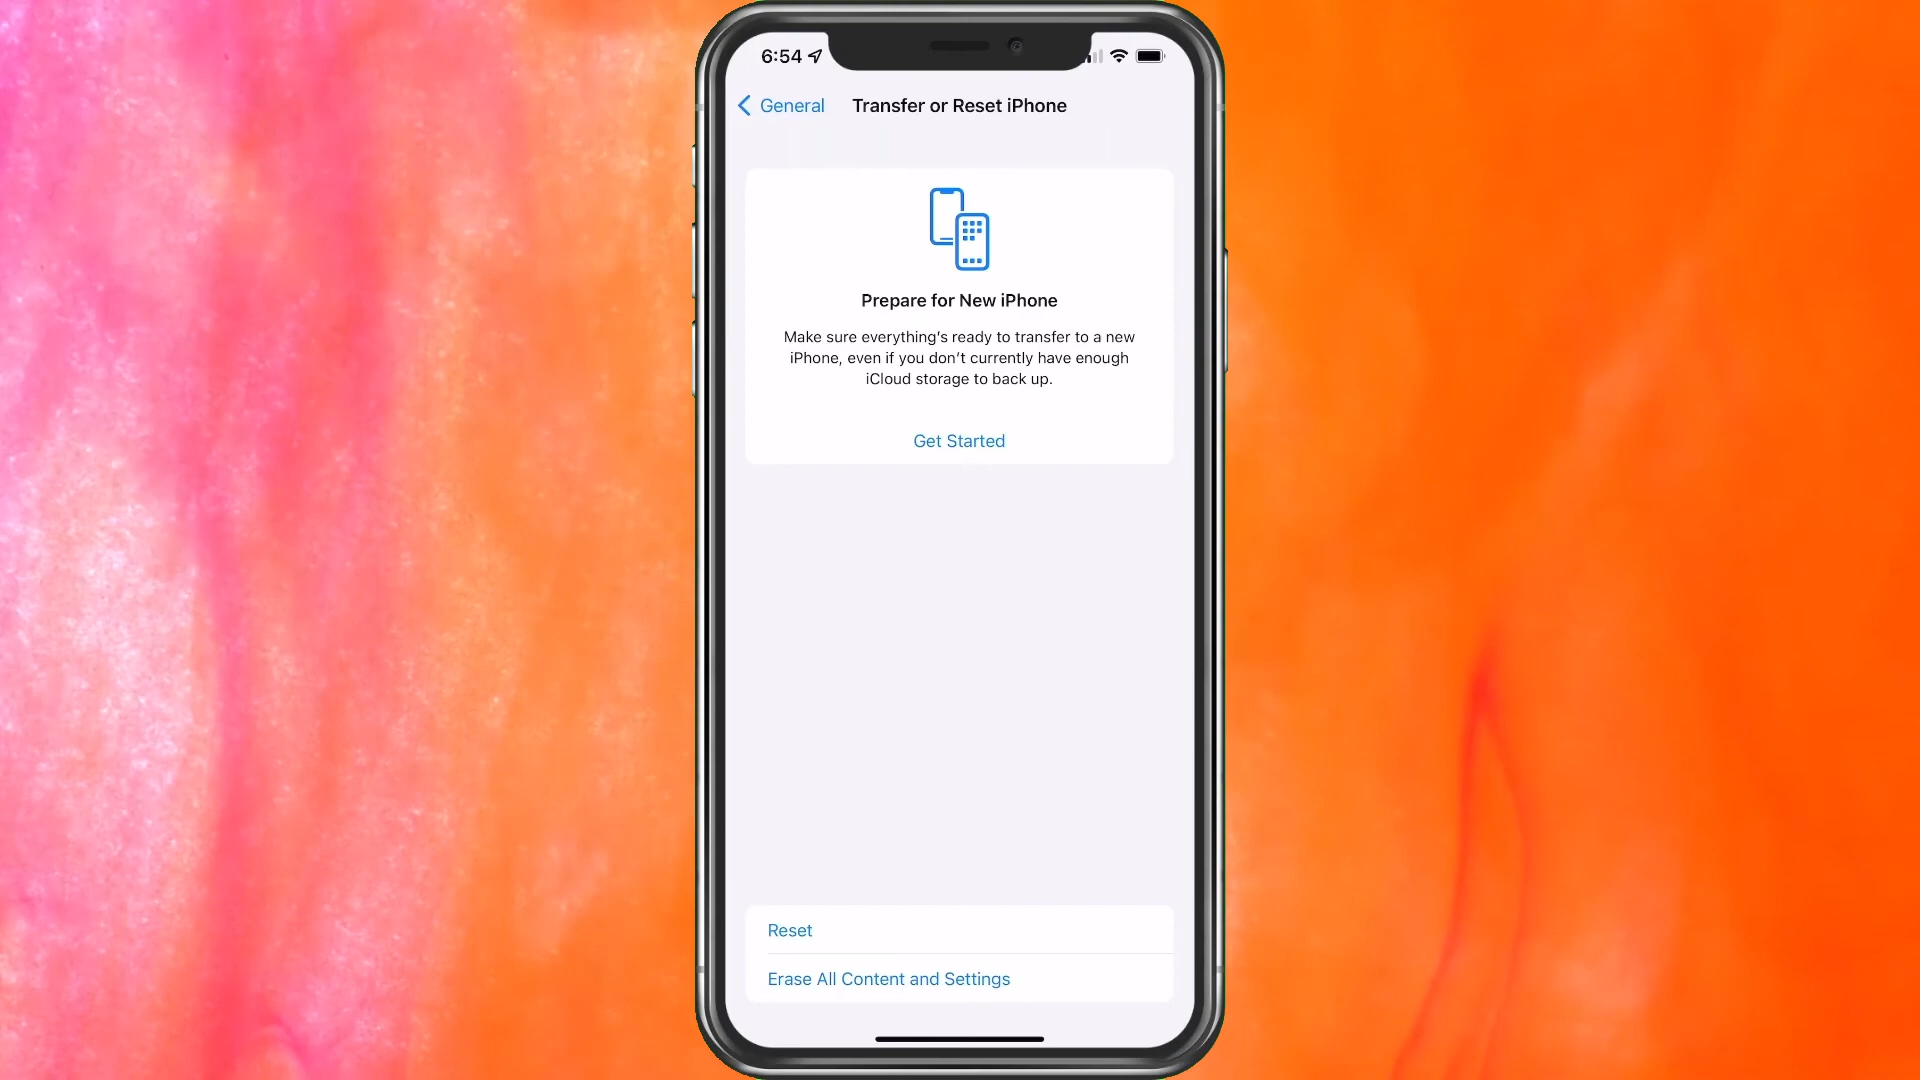 6:54
General
Transfer or Reset iPhone
Prepare for New iPhone
Make sure everything's ready to transfer to a new
iPhone, even if you don't currently have enough
iCloud storage to back up.
Get Started
Reset
Erase All Content and Settings